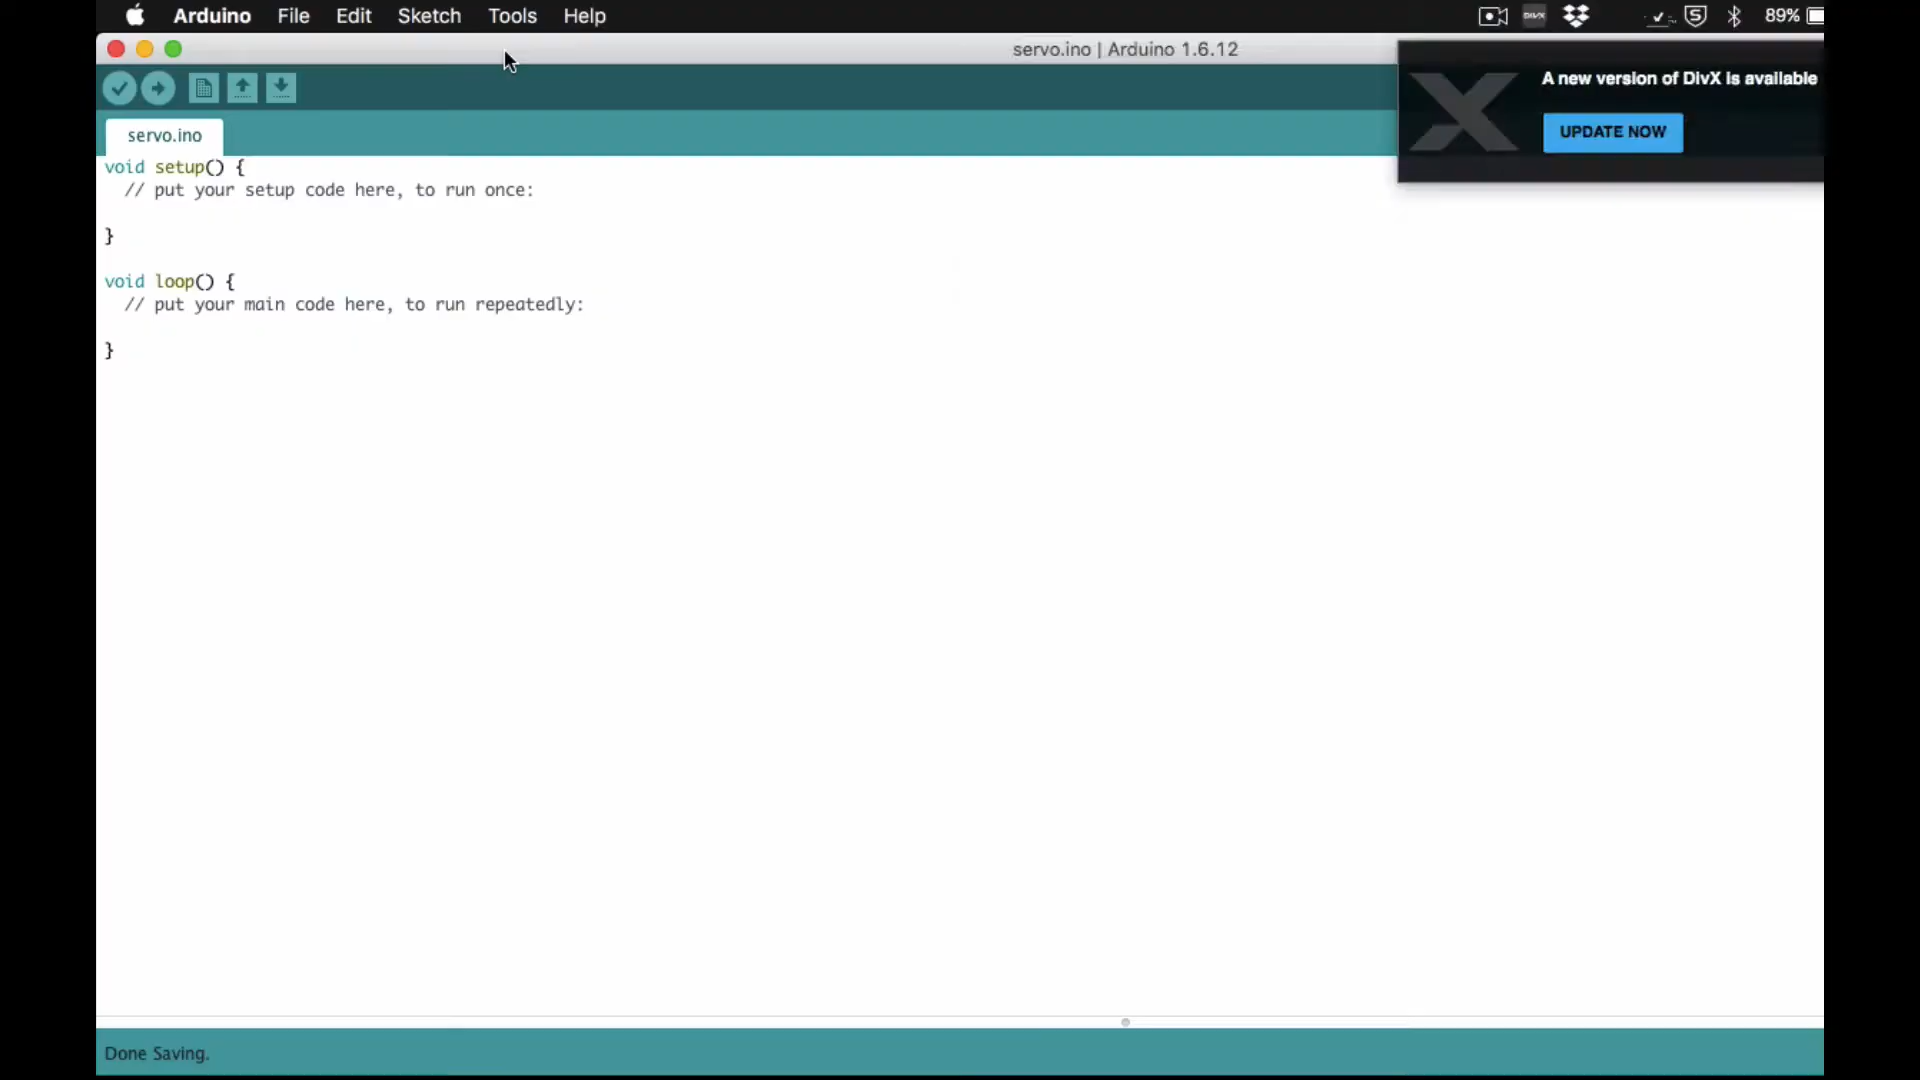 Arduino File Edit Sketch Tools Help DIVX 89%
servo.ino | Arduino 1.6.12
A new version of DivX is available
UPDATE NOW
servo.ino
void setup() {
// put your setup code here, to run once:
}
void loop() {
// put your main code here, to run repeatedly:
}
Done Saving.